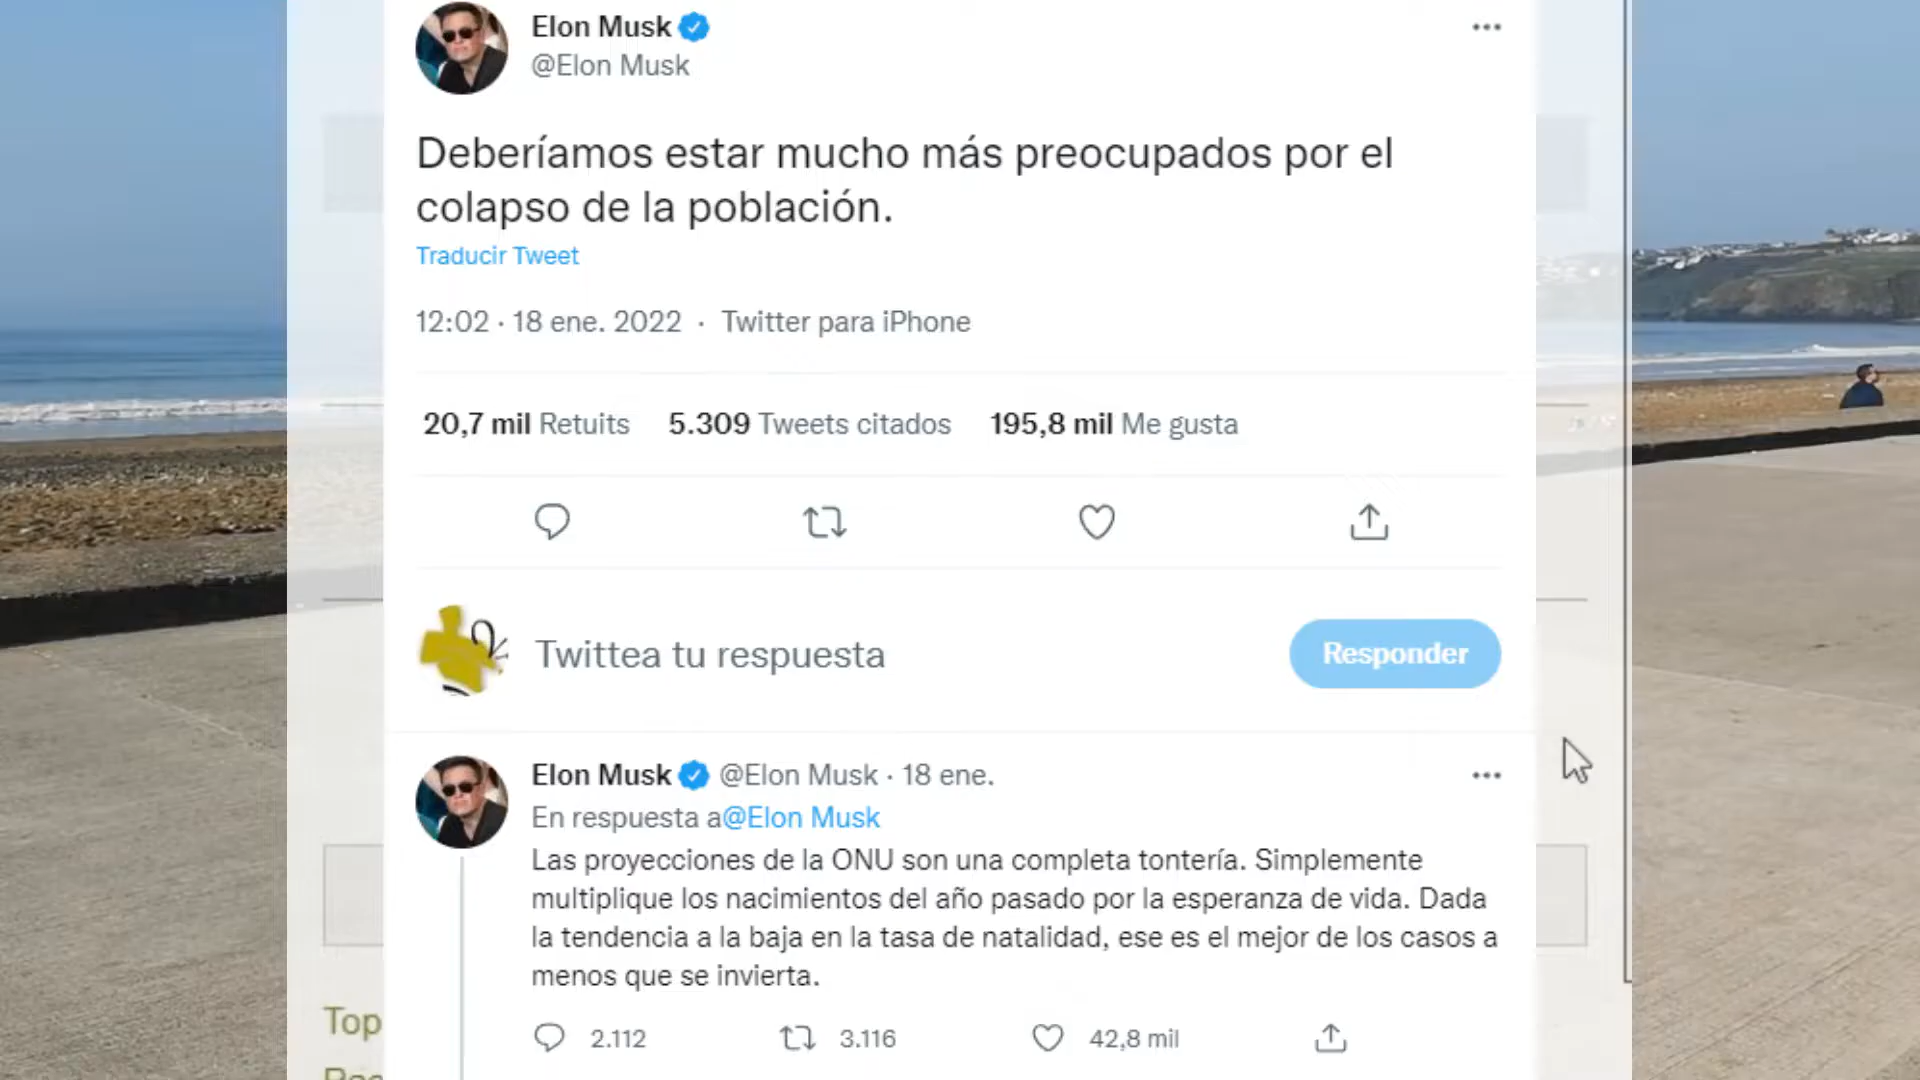 Elon Musk
@Elon Musk
Deberíamos estar mucho más preocupados por el
colapso de la población.
Traducir Tweet
12:02 · 18 ene. 2022 · Twitter para iPhone
20,7 mil Retuits 5.309 Tweets citados 195,8 mil Me gusta
Twittea tu respuesta
Responder
Elon Musk @Elon Musk · 18 ene.
En respuesta a@Elon Musk
Las proyecciones de la ONU son una completa tontería. Simplemente
multiplique los nacimientos del año pasado por la esperanza de vida. Dada
la tendencia a la baja en la tasa de natalidad, ese es el mejor de los casos a
menos que se invierta.
2.112 3.116 42,8 mil
Top